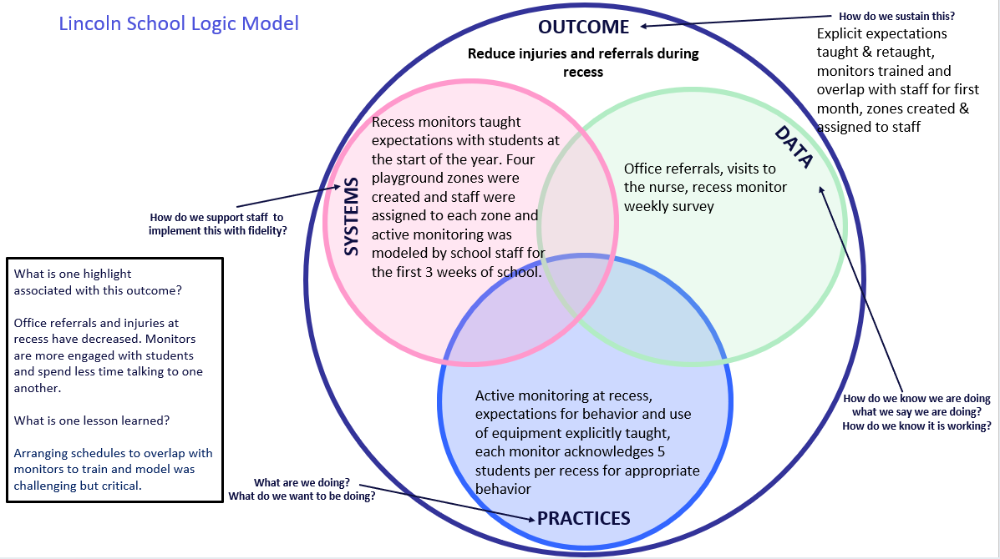 Lincoln School Logic Model
OUTCOME
Reduce injuries and referrals during
recess
How do we sustain this?
Explicit expectations
taught & retaught,
monitors trained and
overlap with staff for first
month, zones created &
assigned to staff
SYSTEMS
Recess monitors taught
expectations with students at
the start of the year. Four
playground zones were
created and staff were
assigned to each zone and
active monitoring was
modeled by school staff for
the first 3 weeks of school.
DATA
Office referrals, visits to
the nurse, recess monitor
weekly survey
How do we support staff to
implement this with fidelity?
What is one highlight
associated with this outcome?
Office referrals and injuries at
recess have decreased. Monitors
are more engaged with students
and spend less time talking to one
another.
What is one lesson learned?
Arranging schedules to overlap with
monitors to train and model was
challenging but critical.
Active monitoring at recess,
expectations for behavior and use
of equipment explicitly taught,
each monitor acknowledges 5
students per recess for appropriate
behavior
PRACTICES
How do we know we are doing
what we say we are doing?
How do we know it is working?
What are we doing?
What do we want to be doing?